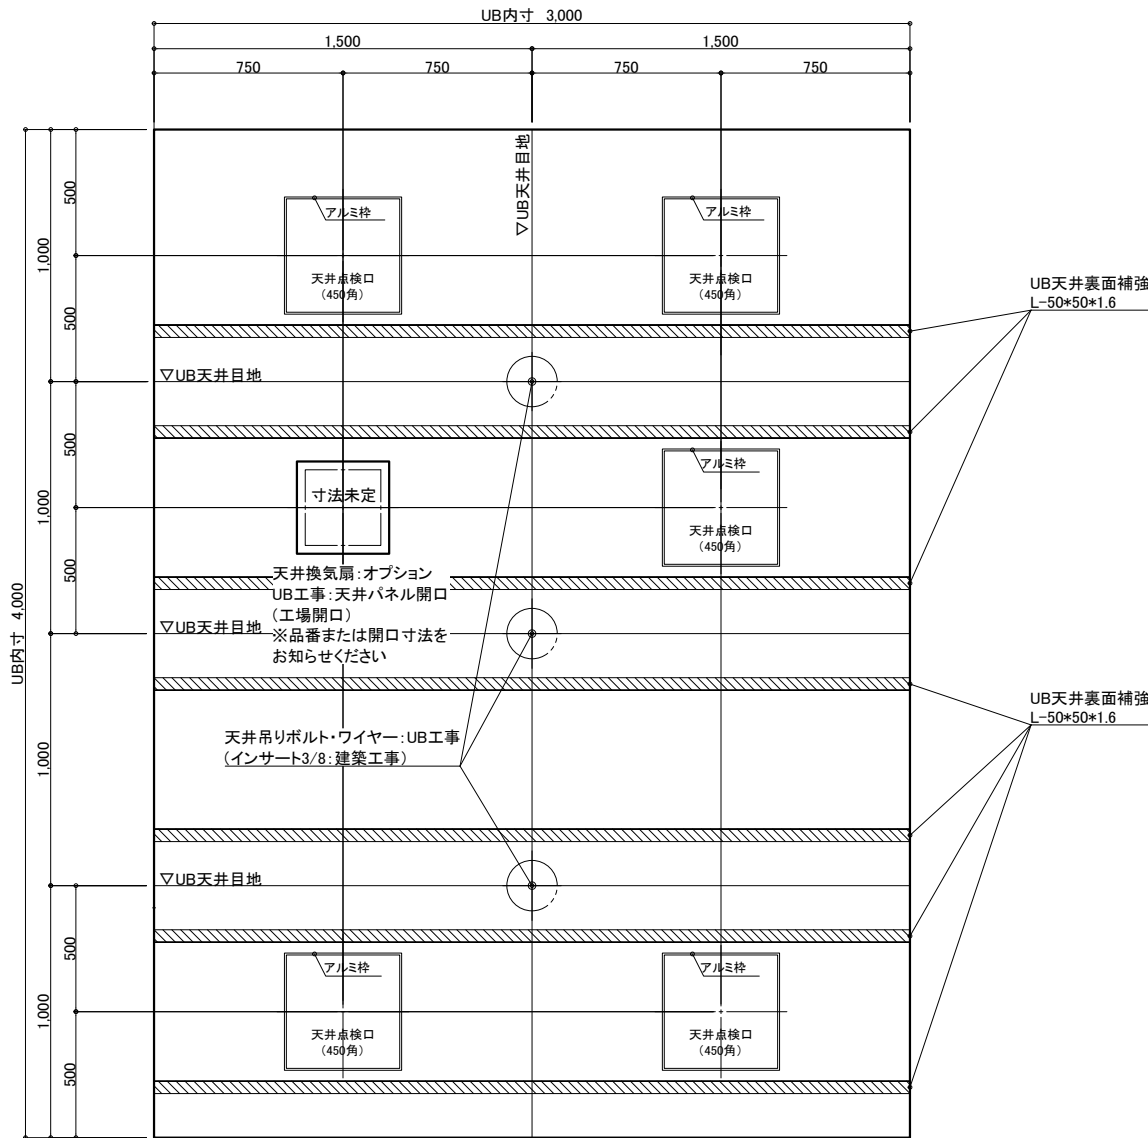 UB内寸 3,000
1,500
1,500
750
750
750
750
UB内寸 4,000
1,000
1,000
1,000
1,000
500
500
500
500
500
500
▽UB天井目地
アルミ枠
天井点検口
(450角)
アルミ枠
天井点検口
(450角)
UB天井裏面補強
L-50*50*1.6
▽UB天井目地
寸法未定
アルミ枠
天井点検口
(450角)
天井換気扇:オプション
UB工事:天井パネル開口
(工場開口)
※品番または開口寸法を
お知らせください
▽UB天井目地
UB天井裏面補強
L-50*50*1.6
天井吊りボルト・ワイヤー:UB工事
(インサート3/8:建築工事)
▽UB天井目地
アルミ枠
天井点検口
(450角)
アルミ枠
天井点検口
(450角)